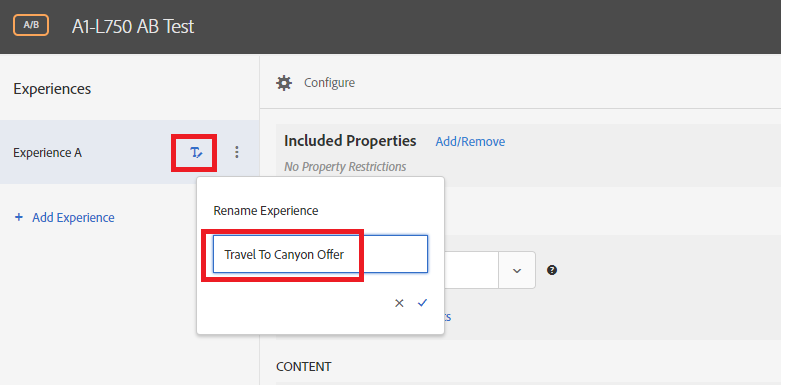 A/B
A1-L750 AB Test
Experiences
Configure
Included Properties Add/Remove
No Property Restrictions
Experience A
Rename Experience
+ Add Experience
Travel To Canyon Offer
CONTENT